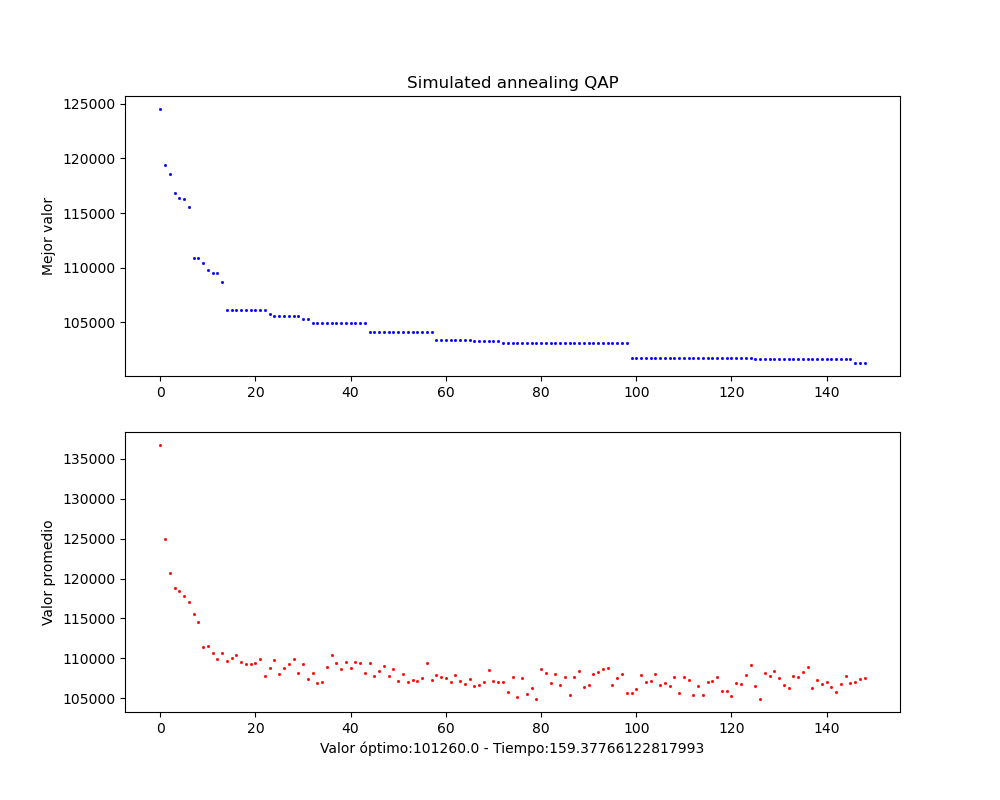 Simulated annealing QAP
125000
120000
115000
110000
105000
Mejor valor
0 20 40 60 80 100 120 140
135000
130000
125000
120000
115000
110000
105000
Valor promedio
0 20 40 60 80 100 120 140
Valor óptimo:101260.0 - Tiempo:159.37766122817993